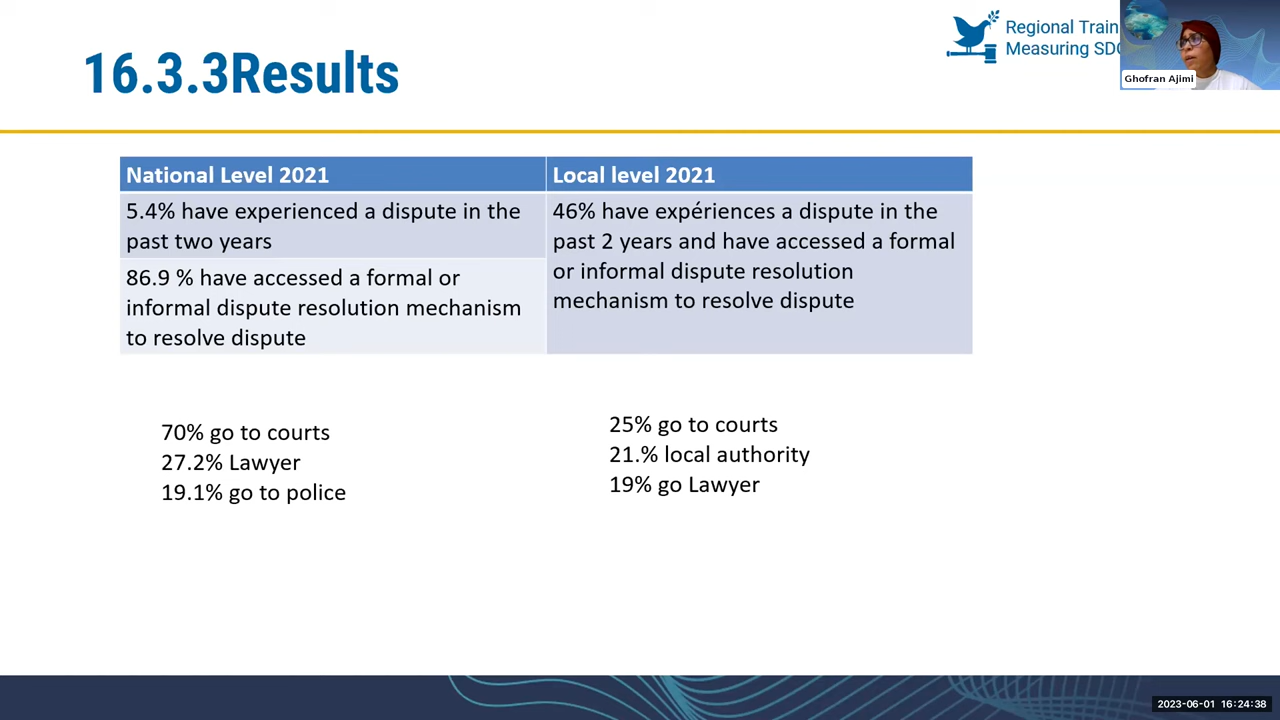 16.3.3Results
Regional Train
Measuring SDG
Ghofran Ajimi
National Level 2021
Local level 2021
5.4% have experienced a dispute in the
past two years
86.9 % have accessed a formal or
informal dispute resolution mechanism
to resolve dispute
46% have expériences a dispute in the
past 2 years and have accessed a formal
or informal dispute resolution
mechanism to resolve dispute
70% go to courts
27.2% Lawyer
19.1% go to police
25% go to courts
21.% local authority
19% go Lawyer
2023-06-01 16:24:38